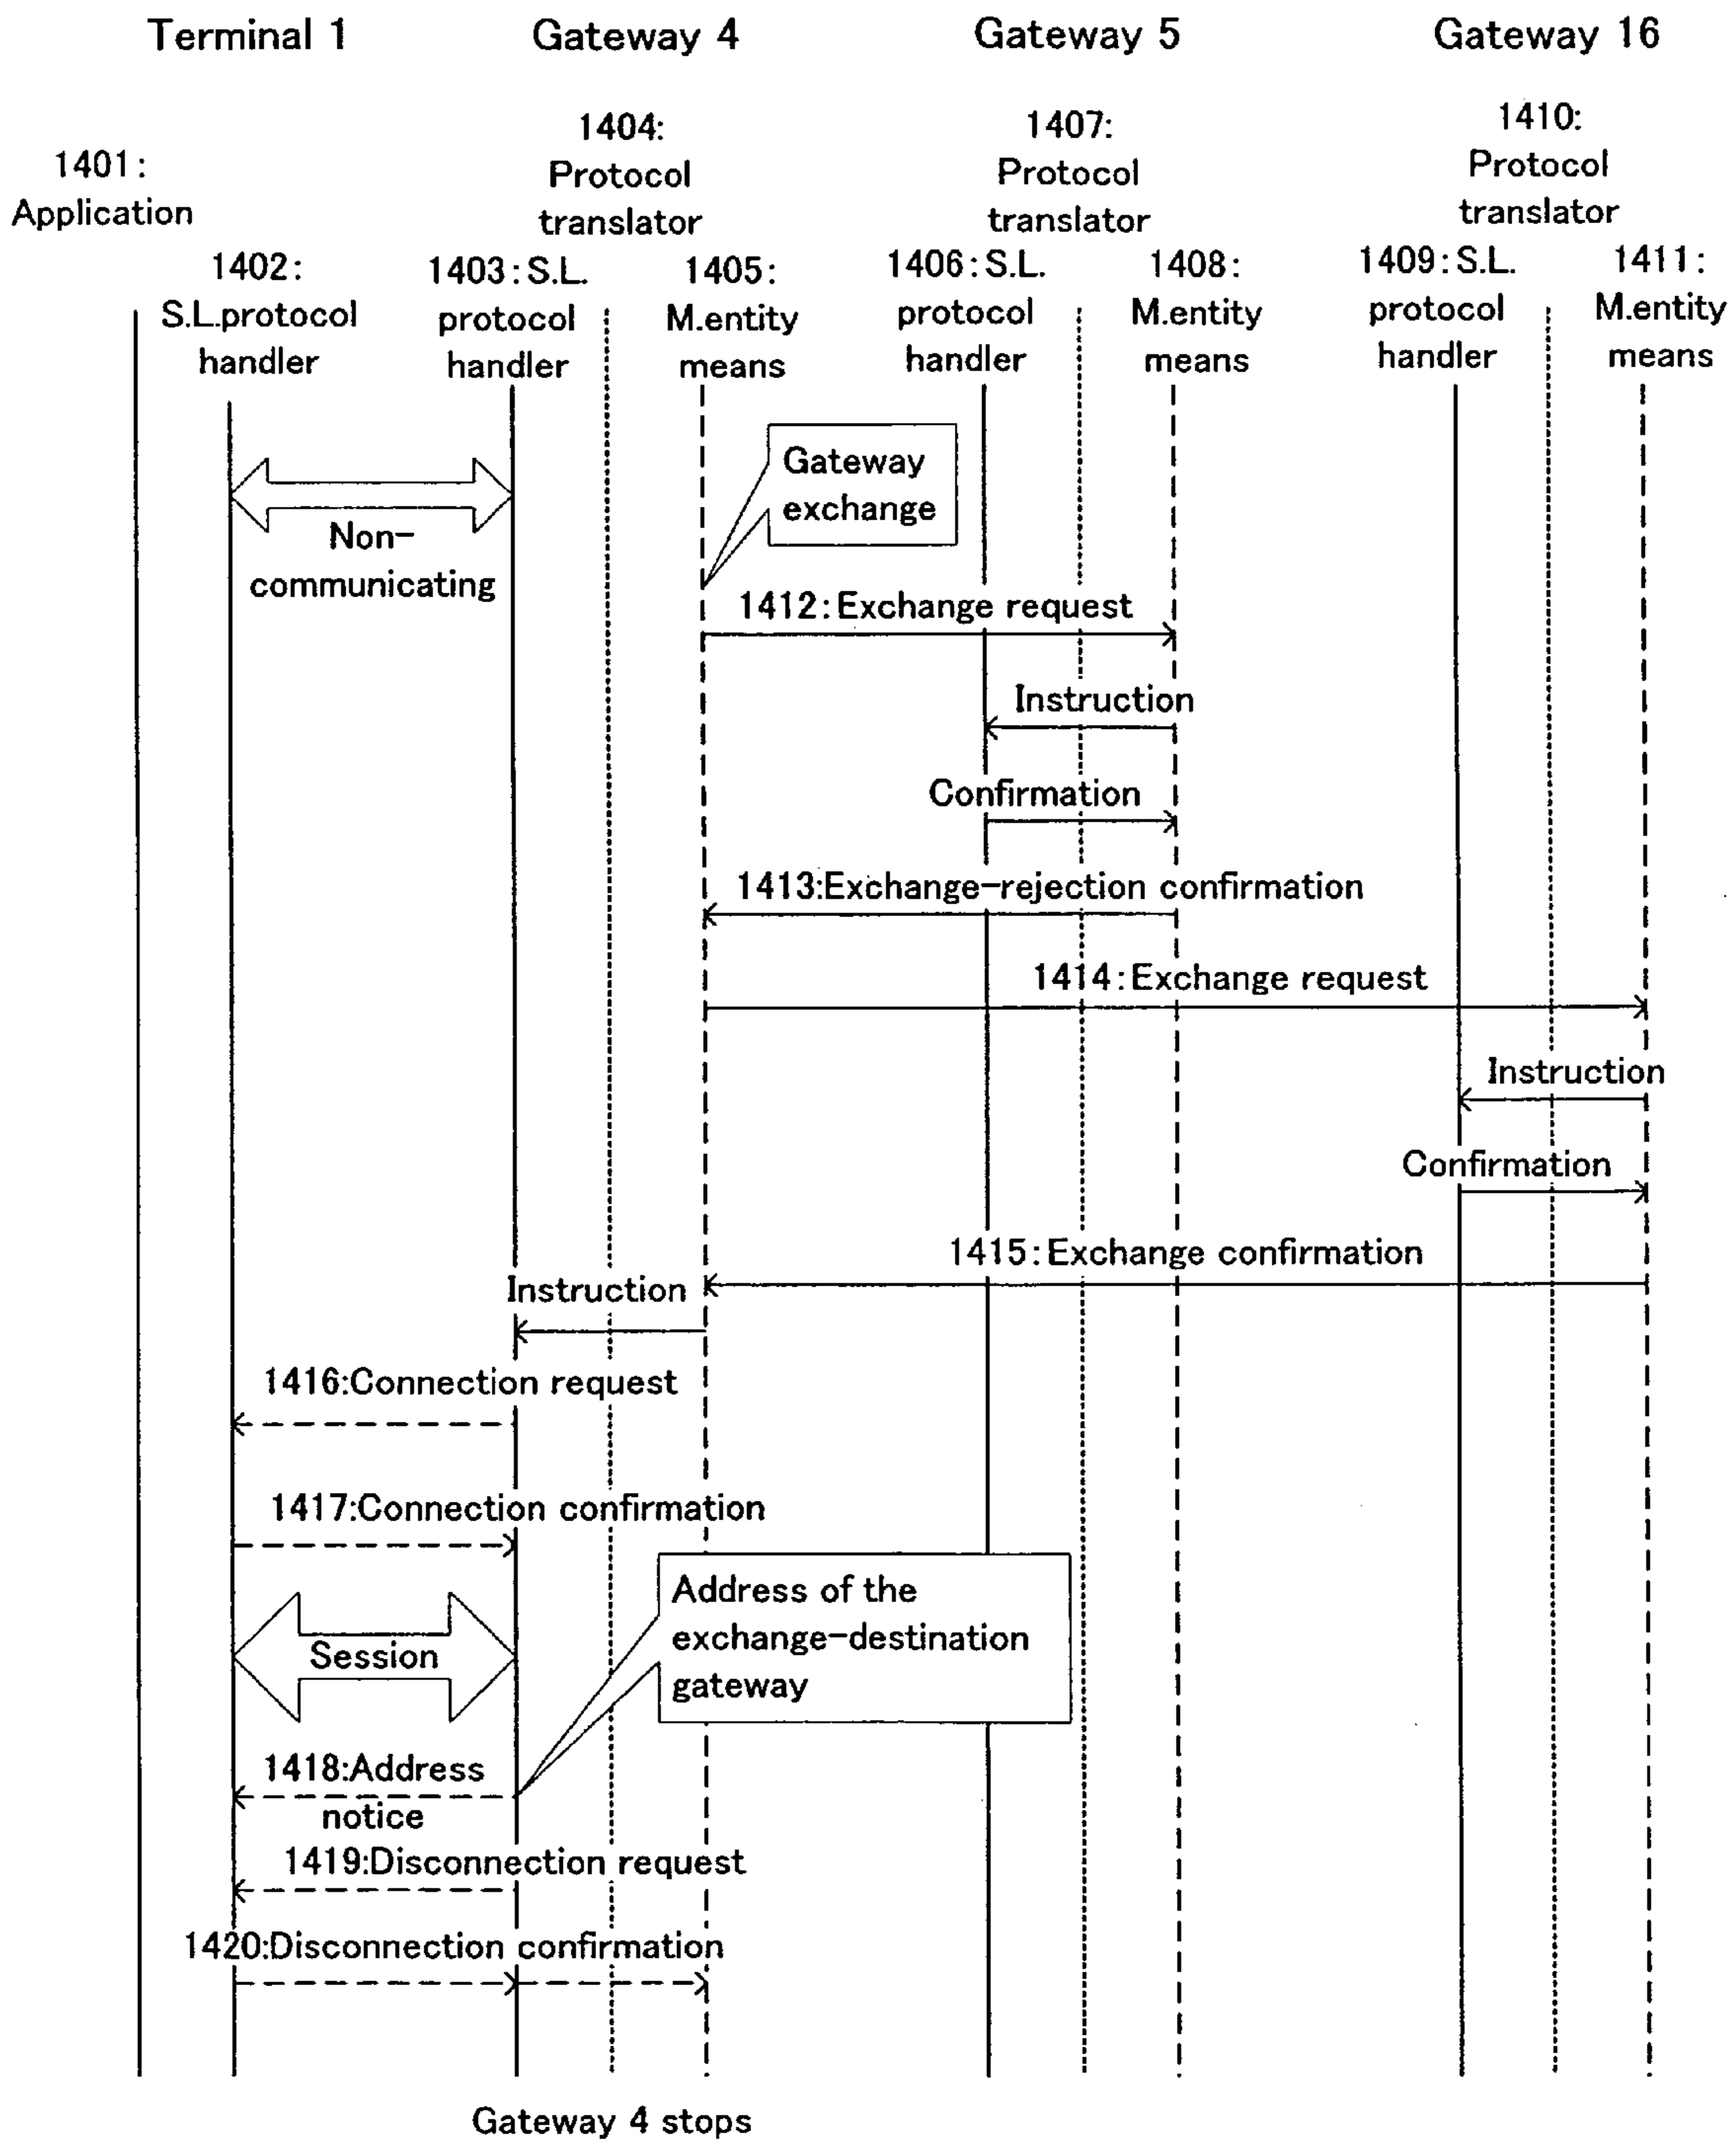 Terminal 1
Gateway 4
Gateway 5
Gateway 16
1401:
Application
1402:
S.L.protocol
handler
1403:S.L.
protocol
handler
1404:
Protocol
translator
1405:
M.entity
means
1406:S.L.
protocol
handler
1407:
Protocol
translator
1408:
M.entity
means
1409:S.L.
protocol
handler
1410:
Protocol
translator
1411:
M.entity
means
Non-
communicating
Gateway
exchange
1412:Exchange request
Instruction
Confirmation
1413:Exchange-rejection confirmation
1414:Exchange request
Instruction
Confirmation
1415:Exchange confirmation
Instruction
1416:Connection request
1417:Connection confirmation
Session
Address of the
exchange-destination
gateway
1418:Address
notice
1419:Disconnection request
1420:Disconnection confirmation
Gateway 4 stops